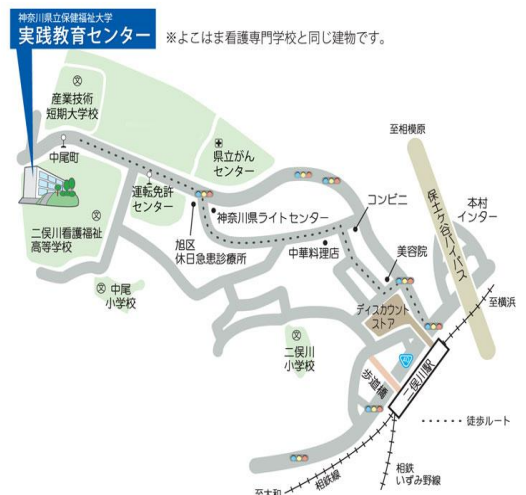 神奈川県立保健福祉大学
実践教育センター
※よこはま看護専門学校と同じ建物です。
産業技術
短期大学校
中尾町
県立がん
センター
運転免許
センター
至相模原
保土ケ谷バイパス
本村
インター
コンビニ
二俣川看護福祉
高等学校
神奈川県ライトセンター
旭区
休日急患診療所
中華料理店
美容院
中尾
小学校
ディスカウント
ストア
至横浜
二俣川
小学校
歩道橋
二俣川駅
徒歩ルート
相鉄線
相鉄
いずみ野線
至大和